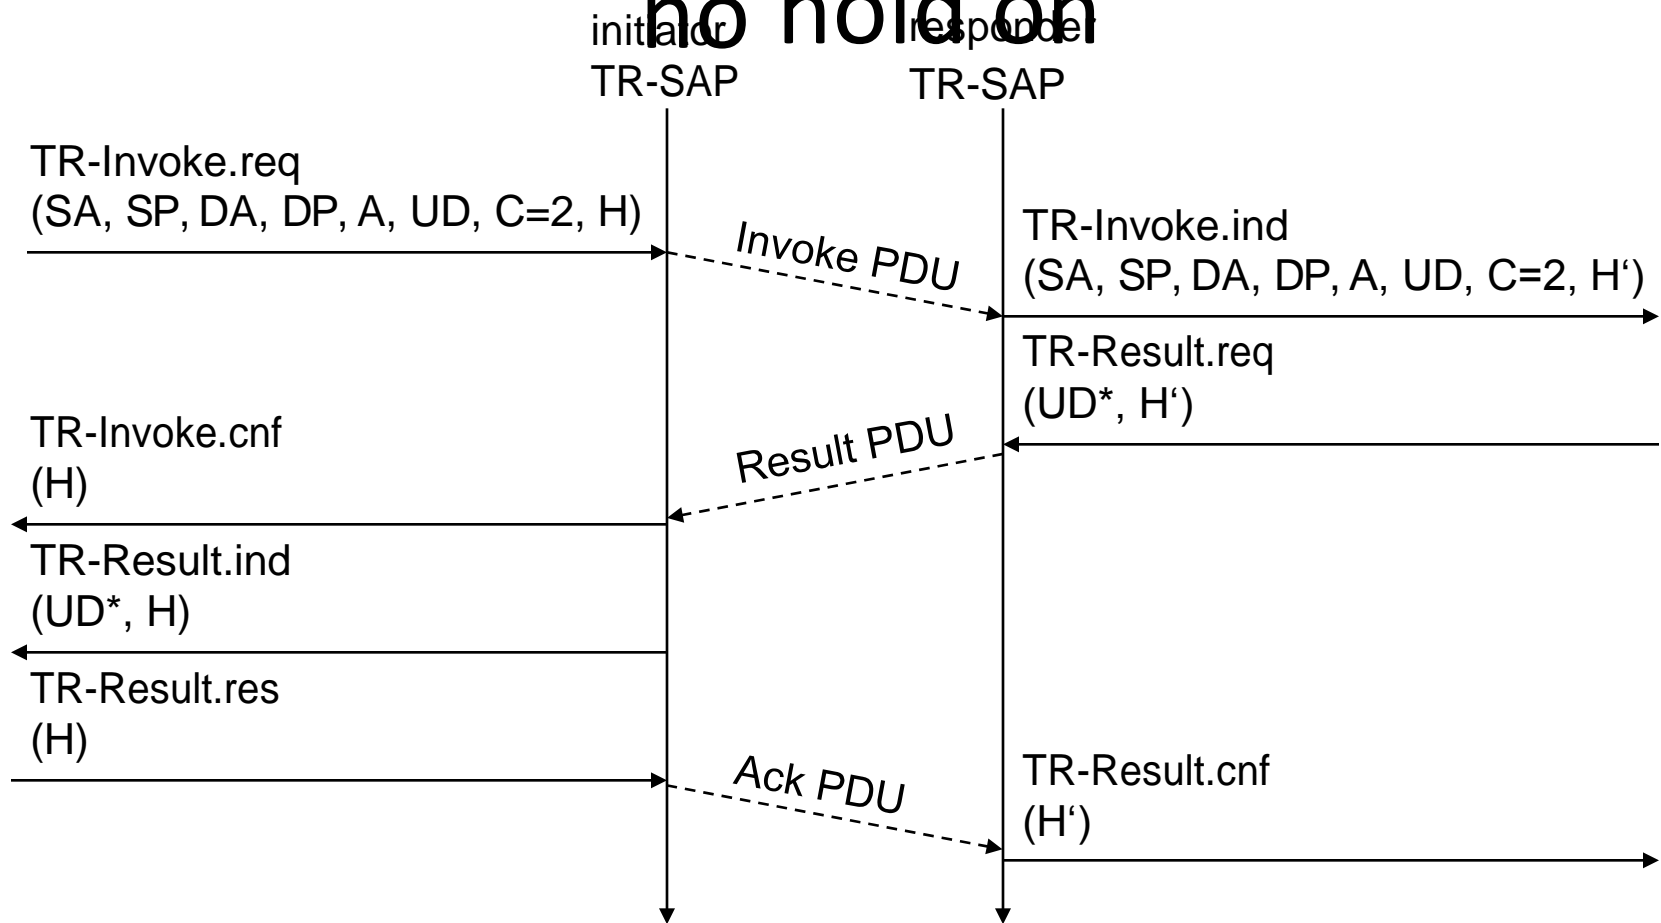 no hold on
initiator
TR-SAP
responder
TR-SAP
TR-Invoke.req
(SA, SP, DA, DP, A, UD, C=2, H)
Invoke PDU
TR-Invoke.ind
(SA, SP, DA, DP, A, UD, C=2, H‘)
TR-Result.req
(UD*, H‘)
TR-Invoke.cnf
(H)
Result PDU
TR-Result.ind
(UD*, H)
TR-Result.res
(H)
Ack PDU
TR-Result.cnf
(H‘)